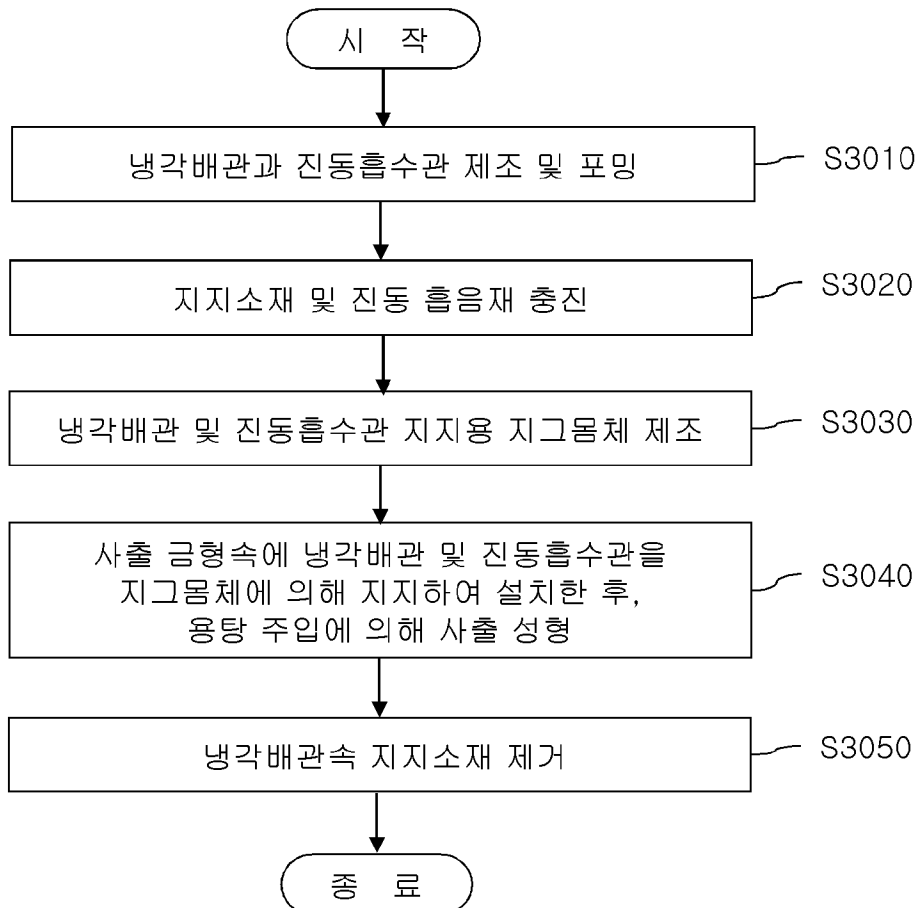 시 작
냉각배관과 진동흡수관 제조 및 포밍
S3010
지지소재 및 진동 흡음재 충진
S3020
냉각배관 및 진동흡수관 지지용 지그몸체 제조
S3030
사출 금형속에 냉각배관 및 진동흡수관을
지그몸체에 의해 지지하여 설치한 후,
용탕 주입에 의해 사출 성형
S3040
냉각배관속 지지소재 제거
S3050
종 료